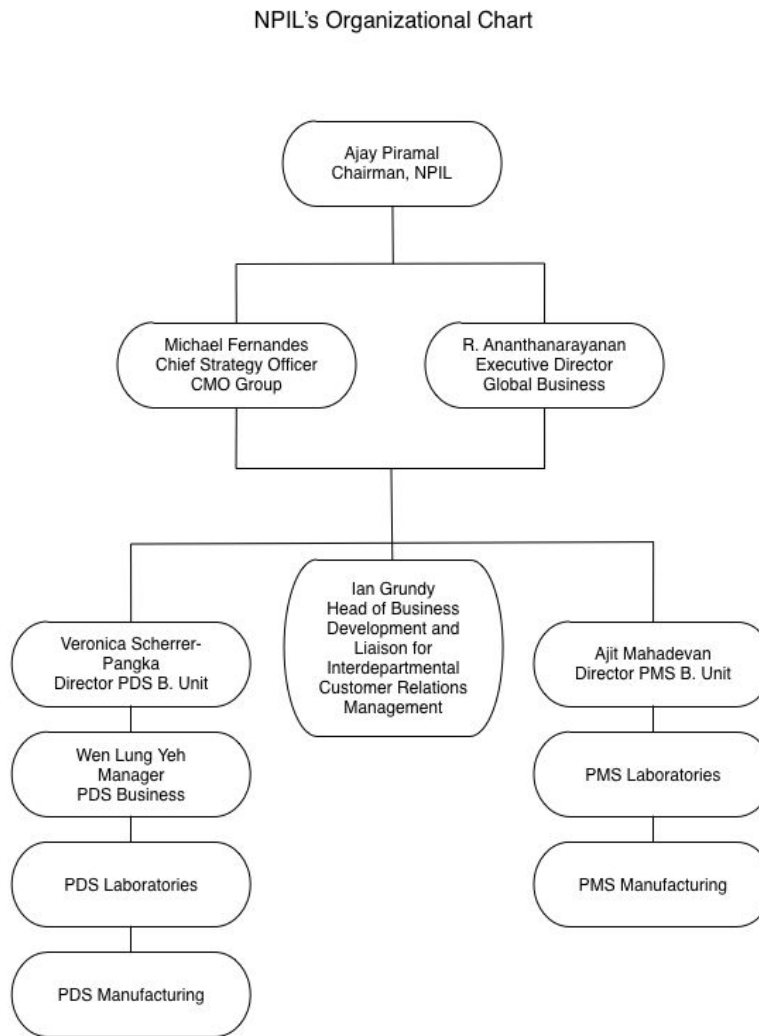 NPIL's Organizational Chart
Ajay Piramal
Chairman, NPIL
Michael Fernandes
Chief Strategy Officer
CMO Group
R. Ananthanarayanan
Executive Director
Global Business
Veronica Scherrer-
Pangka
Director PDS B. Unit
Ian Grundy
Head of Business
Development and
Liaison for
Interdepartmental
Customer Relations
Management
Ajit Mahadevan
Director PMS B. Unit
Wen Lung Yeh
Manager
PDS Business
PMS Laboratories
PDS Laboratories
PMS Manufacturing
PDS Manufacturing